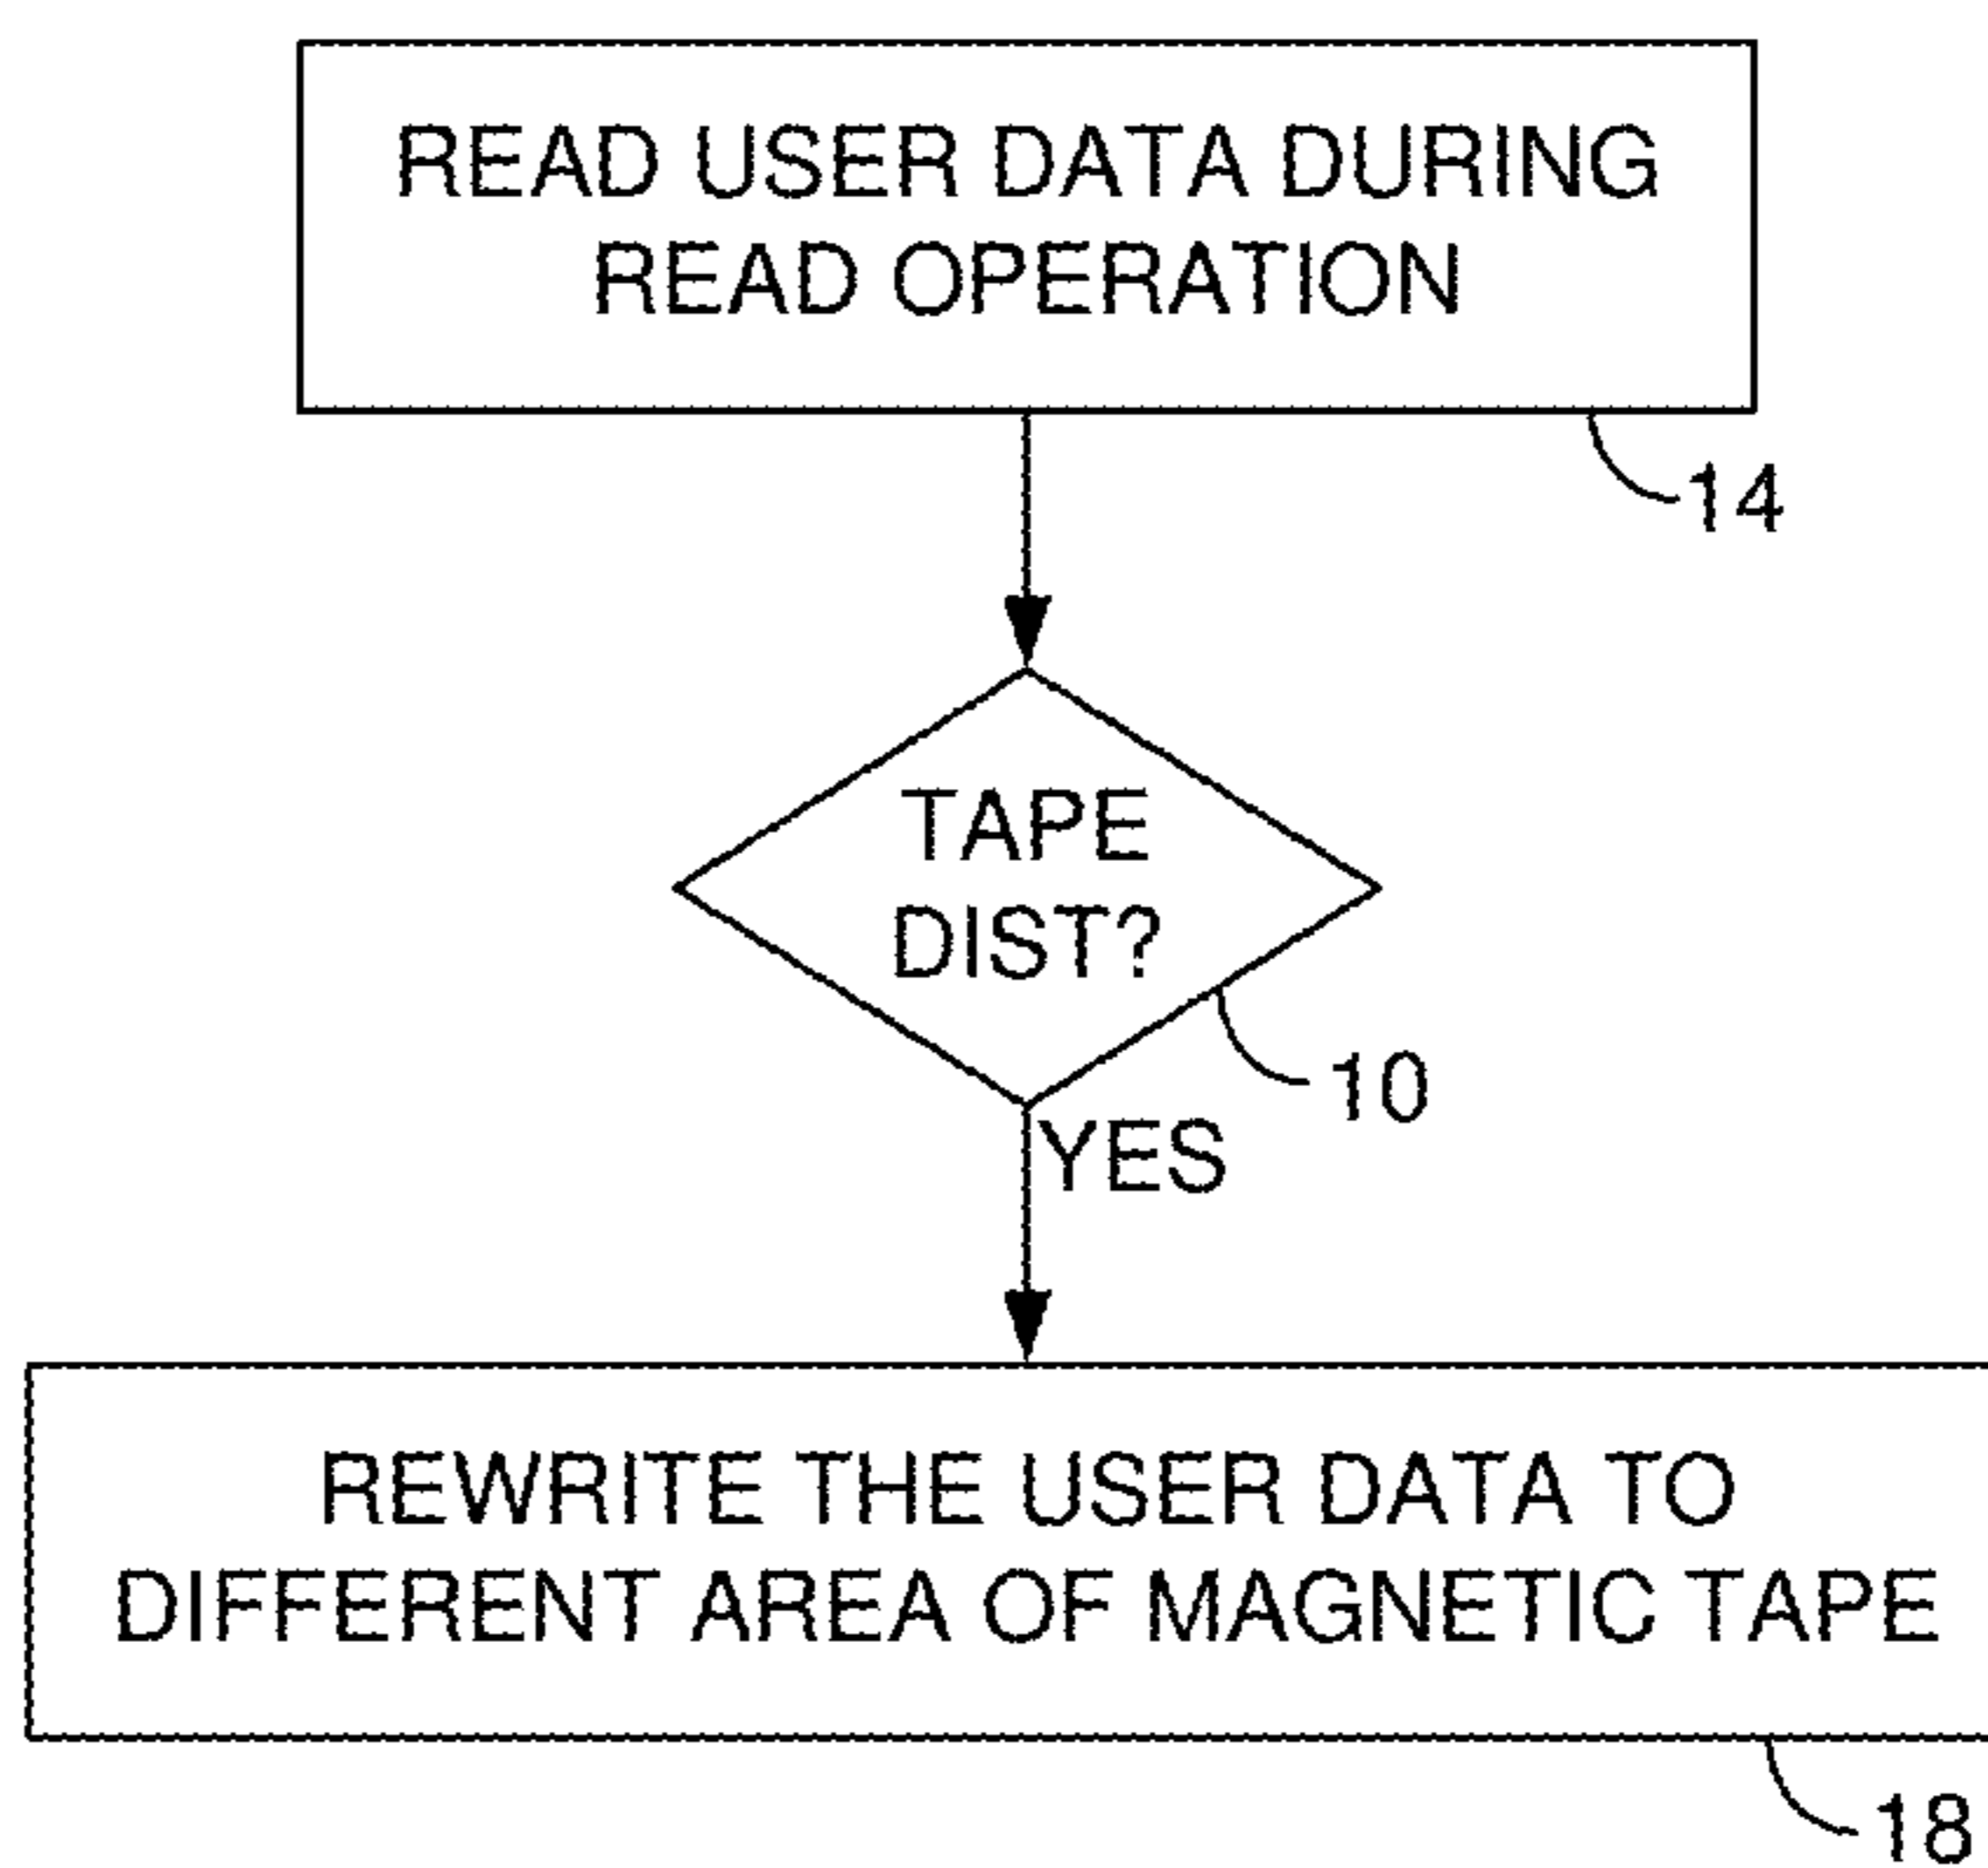 READ USER DATA DURING
READ OPERATION
14
TAPE
DIST?
10
YES
REWRITE THE USER DATA TO
DIFFERENT AREA OF MAGNETIC TAPE
18